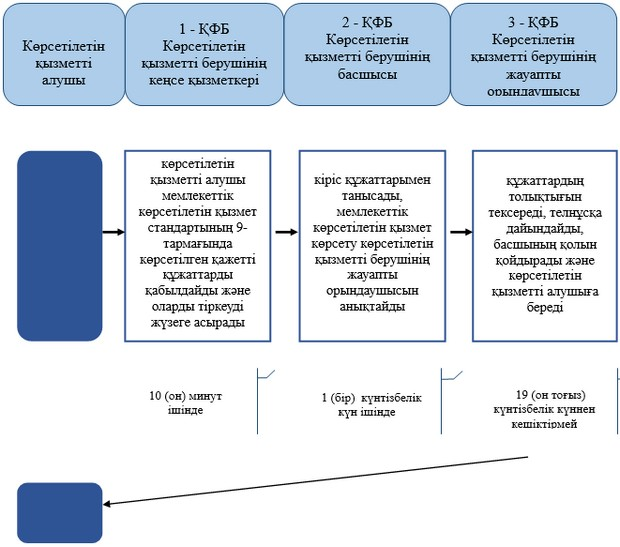 Көрсетілетін
қызметті
алушы
1 - ҚФБ
Көрсетілетін
қызметті берушінің
кеңсе қызметкері
2 - ҚФБ
Көрсетілетін
қызметті берушінің
басшысы
3 - ҚФБ
Көрсетілетін
қызметті берушінің
жауапты
орындаушысы
көрсетілетін
қызметті алушы
мемлекеттік
көрсетілетін қызмет
стандартының 9-
тармағында
көрсетілген қажетті
құжаттарды
қабылдайды және
оларды тіркеуді
жүзеге асырады
кіріс құжаттарымен
танысады,
мемлекеттік
көрсетілетін қызмет
көрсету көрсетілетін
қызметті берушінің
жауапты
орындаушысын
анықтайды
құжаттардың
толықтығын
тексереді, телнұсқа
дайындайды,
басшының қолын
қойдырады және
көрсетілетін
қызметті алушыға
береді
10 (он) минут
ішінде
1 (бір) күнтізбелік
күн ішінде
19 (он тоғыз)
күнтізбелік күннен
кешіктірмей